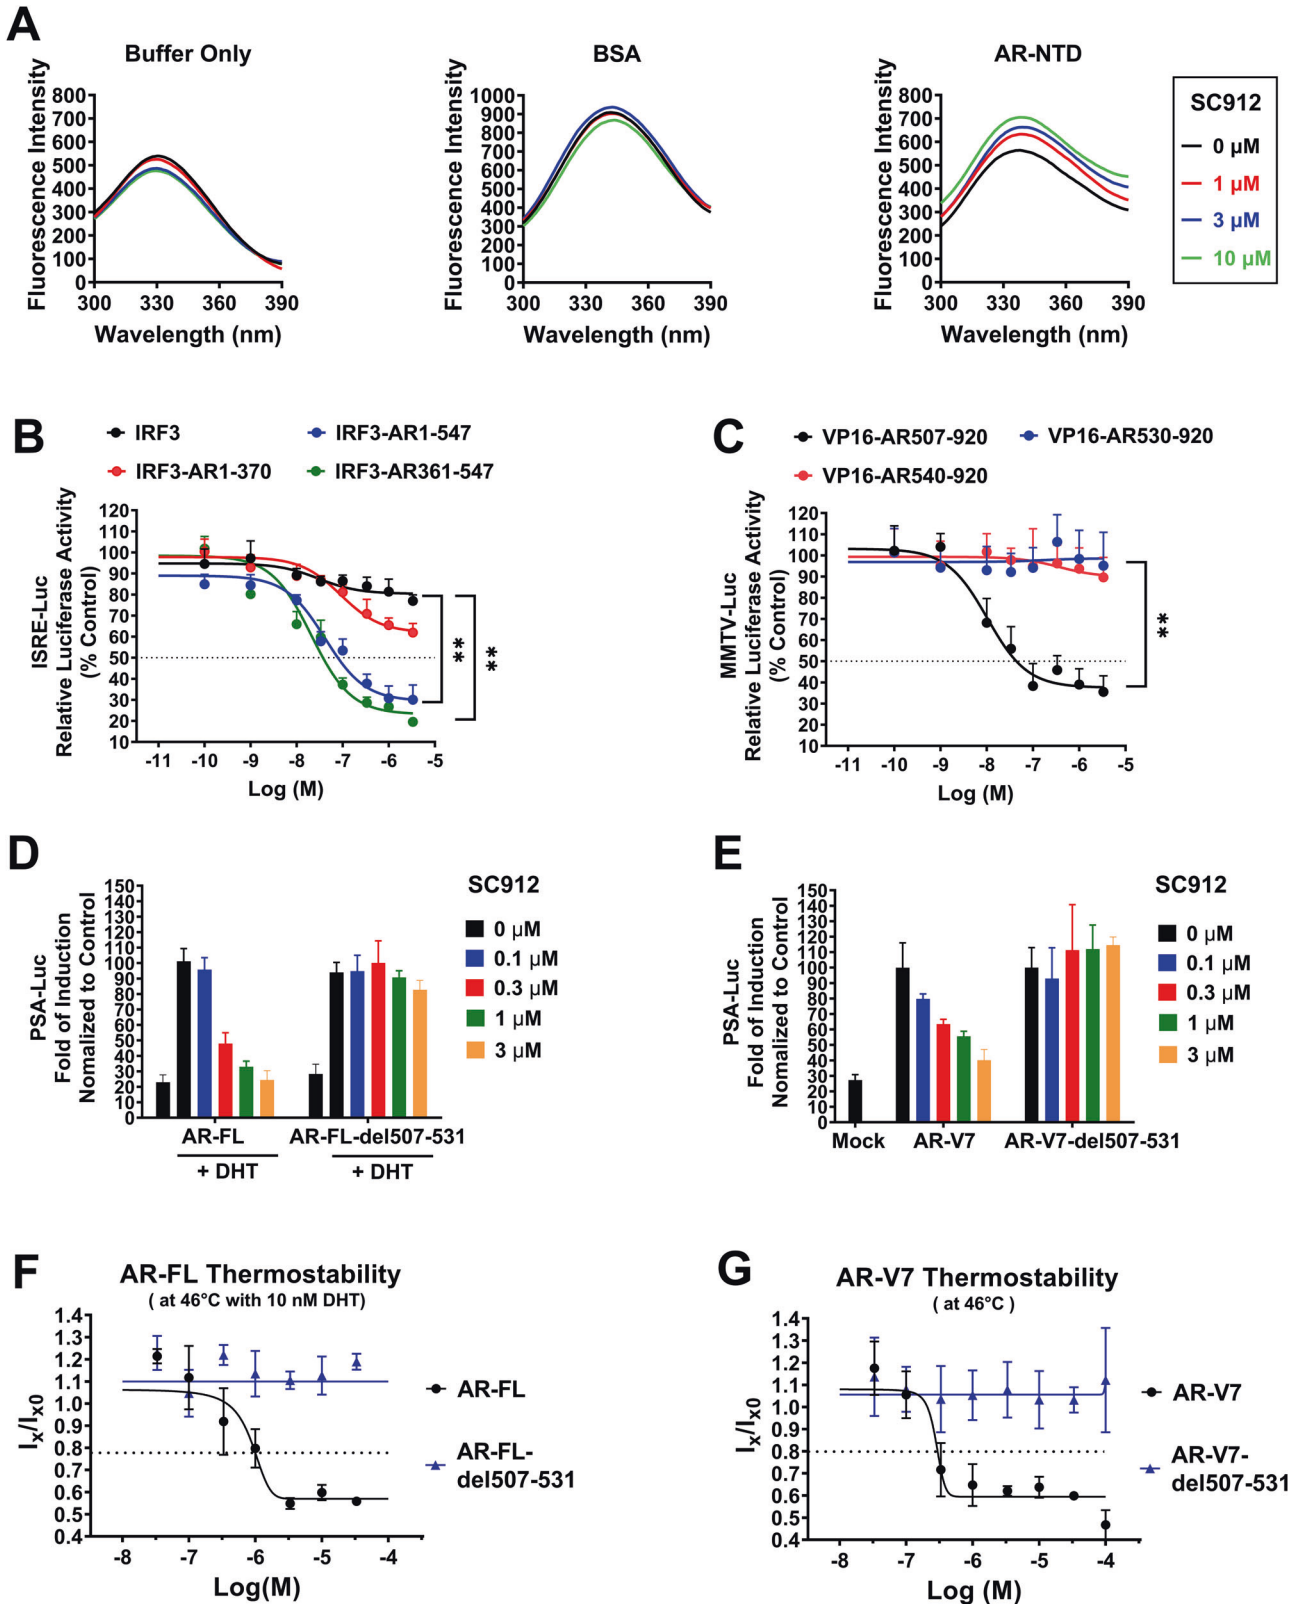 A
Buffer Only
BSA
AR-NTD
Fluorescence Intensity
800
700
600
500
400
300
200
100
0
300 330 360 390
Wavelength (nm)
Fluorescence Intensity
1000
900
800
700
600
500
400
300
200
100
0
300 330 360 390
Wavelength (nm)
Fluorescence Intensity
800
700
600
500
400
300
200
100
0
300 330 360 390
Wavelength (nm)
SC912
0 µM
1 µM
3 µM
10 µM
B
IRF3
IRF3-AR1-547
IRF3-AR1-370
IRF3-AR361-547
ISRE-Luc
Relative Luciferase Activity
(% Control)
120
110
100
90
80
70
60
50
40
30
20
10
-11 -10 -9 -8 -7 -6 -5
Log (M)
**
**
C
VP16-AR507-920
VP16-AR530-920
VP16-AR540-920
MMTV-Luc
Relative Luciferase Activity
(% Control)
120
110
100
90
80
70
60
50
40
30
20
10
-11 -10 -9 -8 -7 -6 -5
Log (M)
**
D
PSA-Luc
Fold of Induction
Nomalized to Control
150
140
130
120
110
100
90
80
70
60
50
40
30
20
10
0
AR-FL
AR-FL-del507-531
+ DHT
+ DHT
SC912
0 µM
0.1 µM
0.3 µM
1 µM
3 µM
E
PSA-Luc
Fold of Induction
Nomalized to Control
150
140
130
120
110
100
90
80
70
60
50
40
30
20
10
0
Mock
AR-V7
AR-V7-del507-531
SC912
0 µM
0.1 µM
0.3 µM
1 µM
3 µM
F
AR-FL Thermostability
( at 46°C with 10 nM DHT)
Ix/Ix0
1.4
1.3
1.2
1.1
1.0
0.9
0.8
0.7
0.6
0.5
0.4
-8 -7 -6 -5 -4
Log(M)
AR-FL
AR-FL-
del507-531
G
AR-V7 Thermostability
( at 46°C )
Ix/Ix0
1.4
1.3
1.2
1.1
1.0
0.9
0.8
0.7
0.6
0.5
0.4
-8 -7 -6 -5 -4
Log (M)
AR-V7
AR-V7-
del507-531